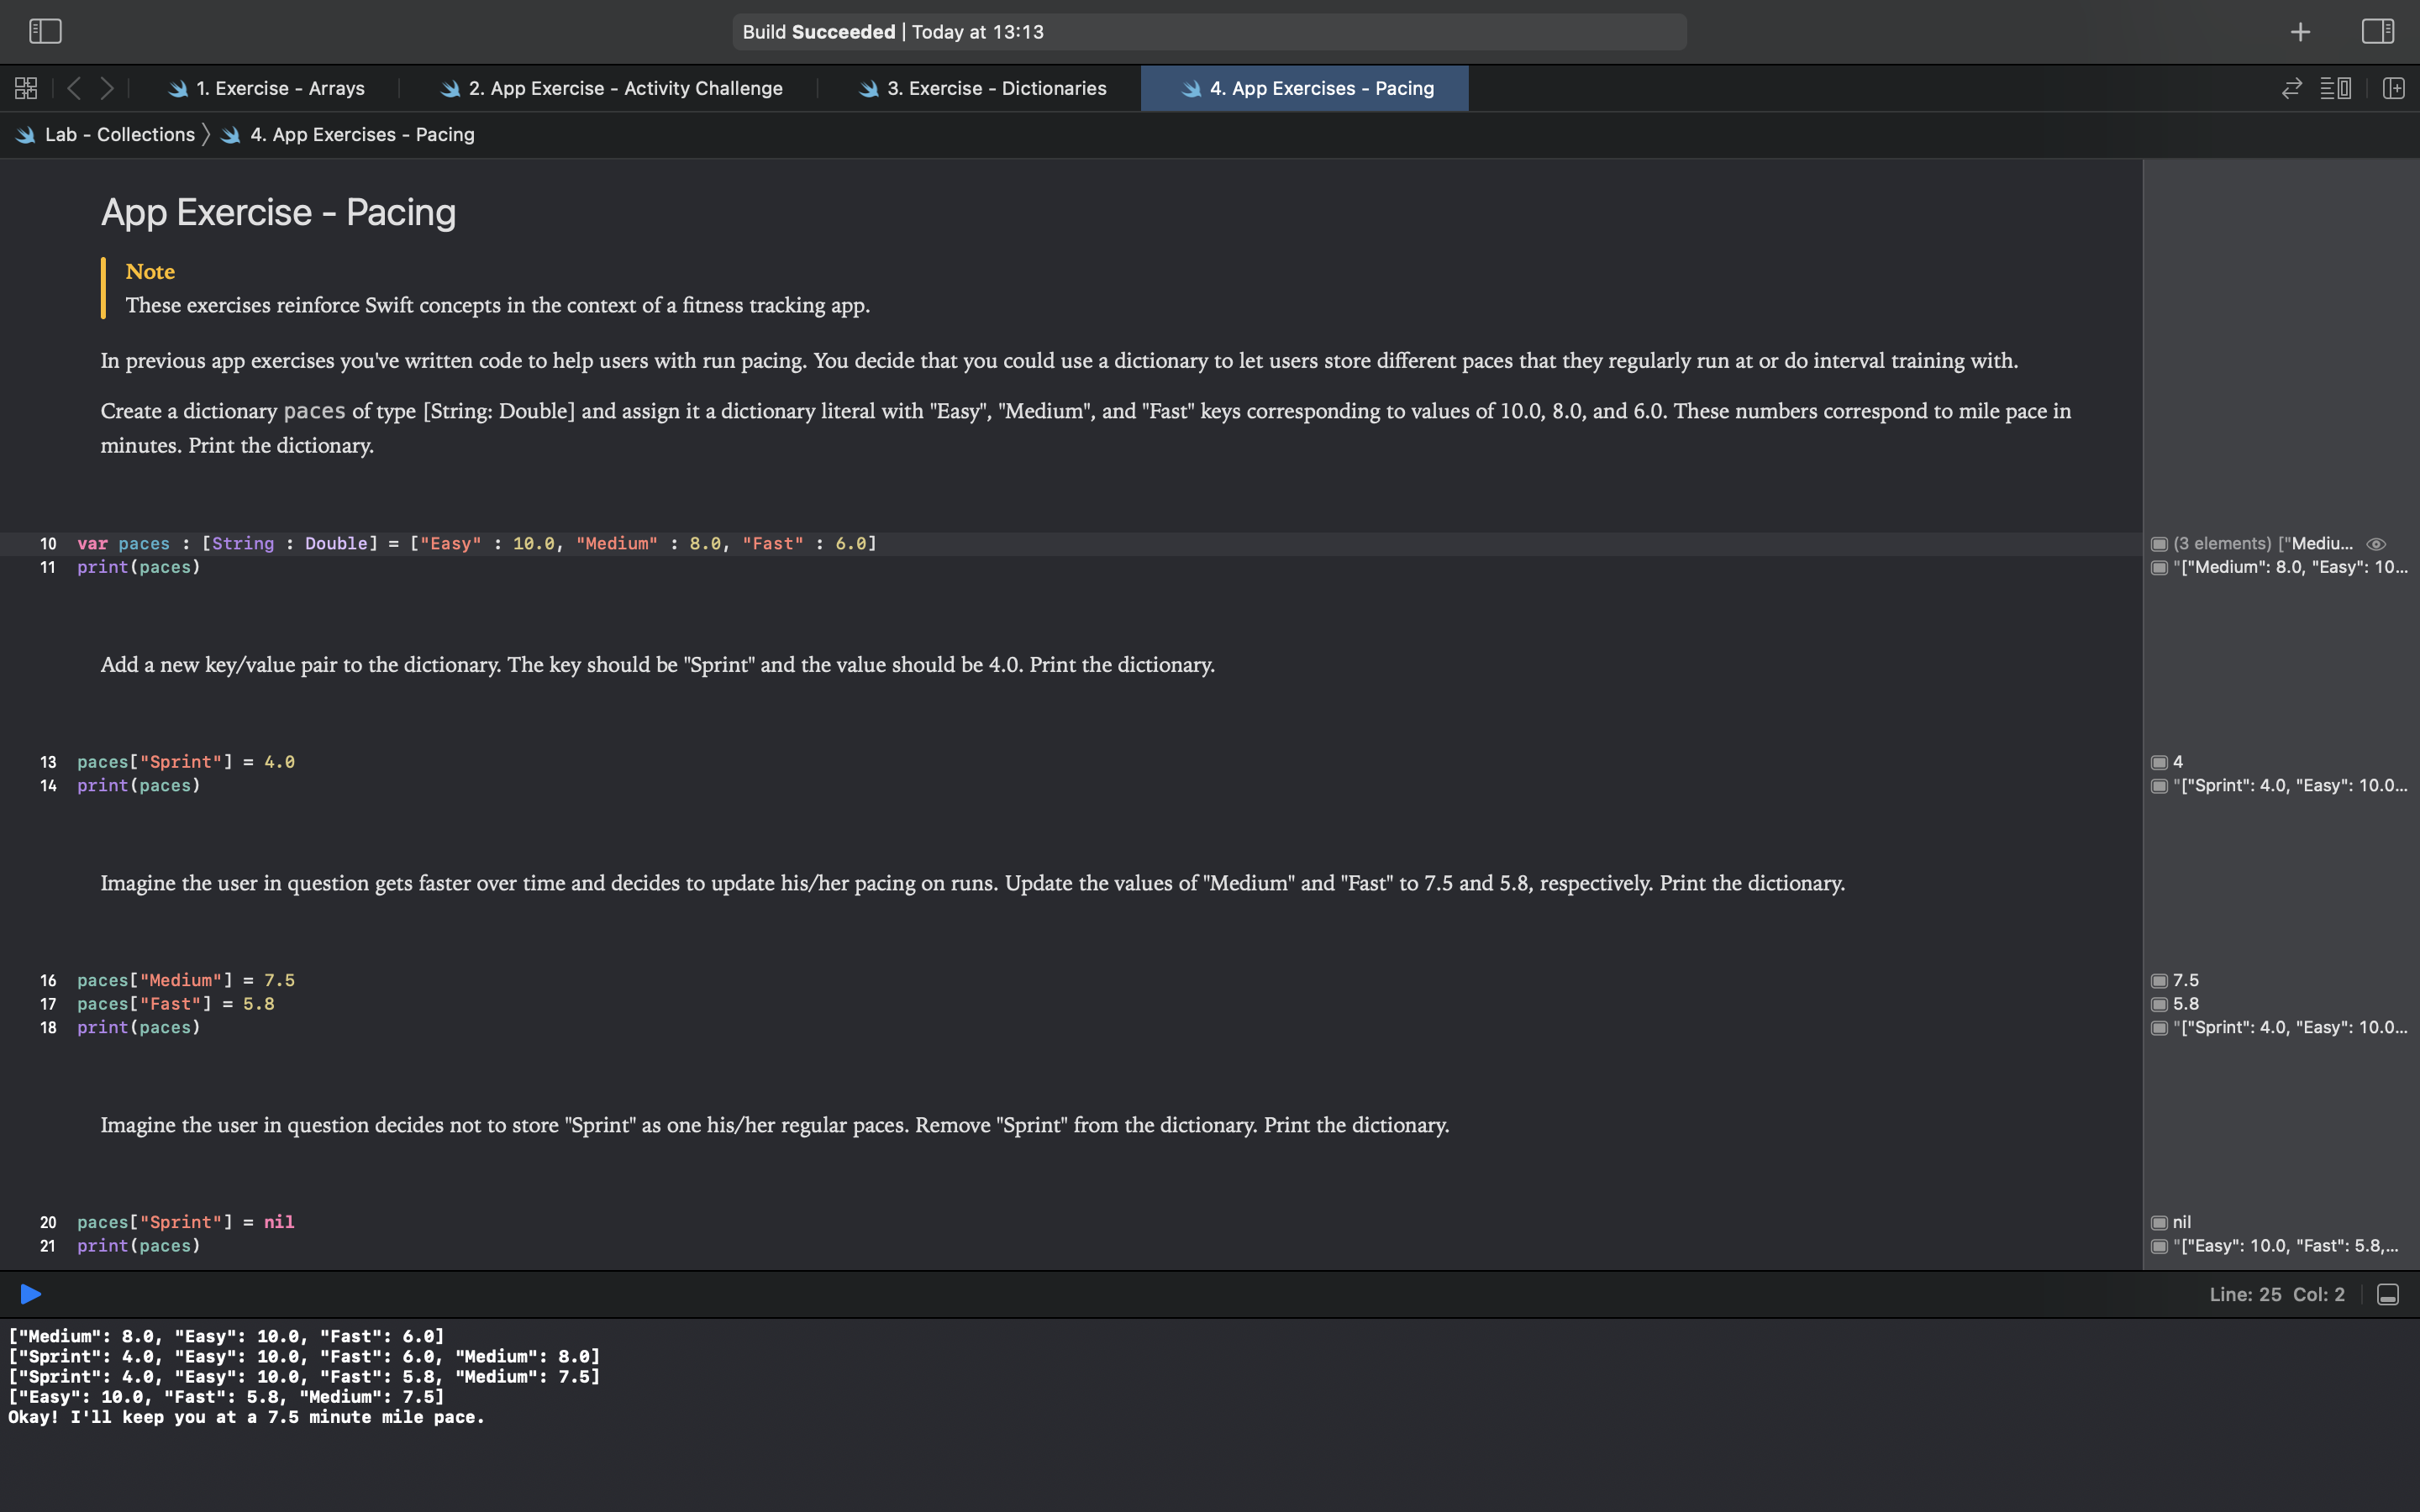 Build Succeeded | Today at 13:13
1. Exercise - Arrays
2. App Exercise - Activity Challenge
3. Exercise - Dictionaries
4. App Exercises - Pacing
Lab - Collections
4. App Exercises - Pacing
App Exercise - Pacing
Note
These exercises reinforce Swift concepts in the context of a fitness tracking app.
In previous app exercises you've written code to help users with run pacing. You decide that you could use a dictionary to let users store different paces that they regularly run at or do interval training with.
Create a dictionary paces of type [String: Double] and assign it a dictionary literal with "Easy", "Medium", and "Fast" keys corresponding to values of 10.0, 8.0, and 6.0. These numbers correspond to mile pace in
minutes. Print the dictionary.
10 var paces : [String : Double] = ["Easy" : 10.0, "Medium" : 8.0, "Fast" : 6.0]
(3 elements) ["Mediu...
11 print(paces)
"["Medium": 8.0, "Easy": 10...
Add a new key/value pair to the dictionary. The key should be "Sprint" and the value should be 4.0. Print the dictionary.
13 paces["Sprint"] = 4.0
4
14 print(paces)
"["Sprint": 4.0, "Easy": 10.0...
Imagine the user in question gets faster over time and decides to update his/her pacing on runs. Update the values of "Medium" and "Fast" to 7.5 and 5.8, respectively. Print the dictionary.
16 paces["Medium"] = 7.5
7.5
17 paces["Fast"] = 5.8
5.8
18 print(paces)
"["Sprint": 4.0, "Easy": 10.0...
Imagine the user in question decides not to store "Sprint" as one his/her regular paces. Remove "Sprint" from the dictionary. Print the dictionary.
20 paces["Sprint"] = nil
nil
21 print(paces)
"["Easy": 10.0, "Fast": 5.8,...
Line: 25 Col: 2
["Medium": 8.0, "Easy": 10.0, "Fast": 6.0]
["Sprint": 4.0, "Easy": 10.0, "Fast": 6.0, "Medium": 8.0]
["Sprint": 4.0, "Easy": 10.0, "Fast": 5.8, "Medium": 7.5]
["Easy": 10.0, "Fast": 5.8, "Medium": 7.5]
Okay! I'll keep you at a 7.5 minute mile pace.